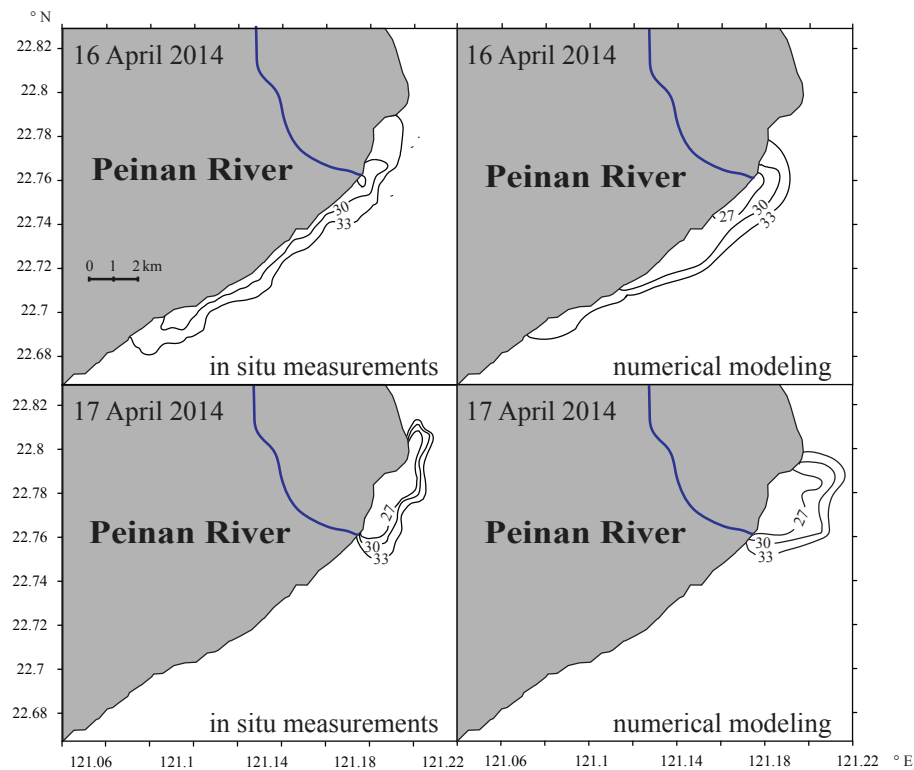 ° N
22.82
22.8
22.78
22.76
22.74
22.72
22.7
22.68
16 April 2014
Peinan River
30
33
0 1 2 km
in situ measurements
16 April 2014
Peinan River
27
30
33
numerical modeling
22.82
22.8
22.78
22.76
22.74
22.72
22.7
22.68
17 April 2014
Peinan River
27
30
33
in situ measurements
17 April 2014
Peinan River
27
30
33
numerical modeling
121.06 121.1 121.14 121.18 121.22 121.06 121.1 121.14 121.18 121.22 ° E